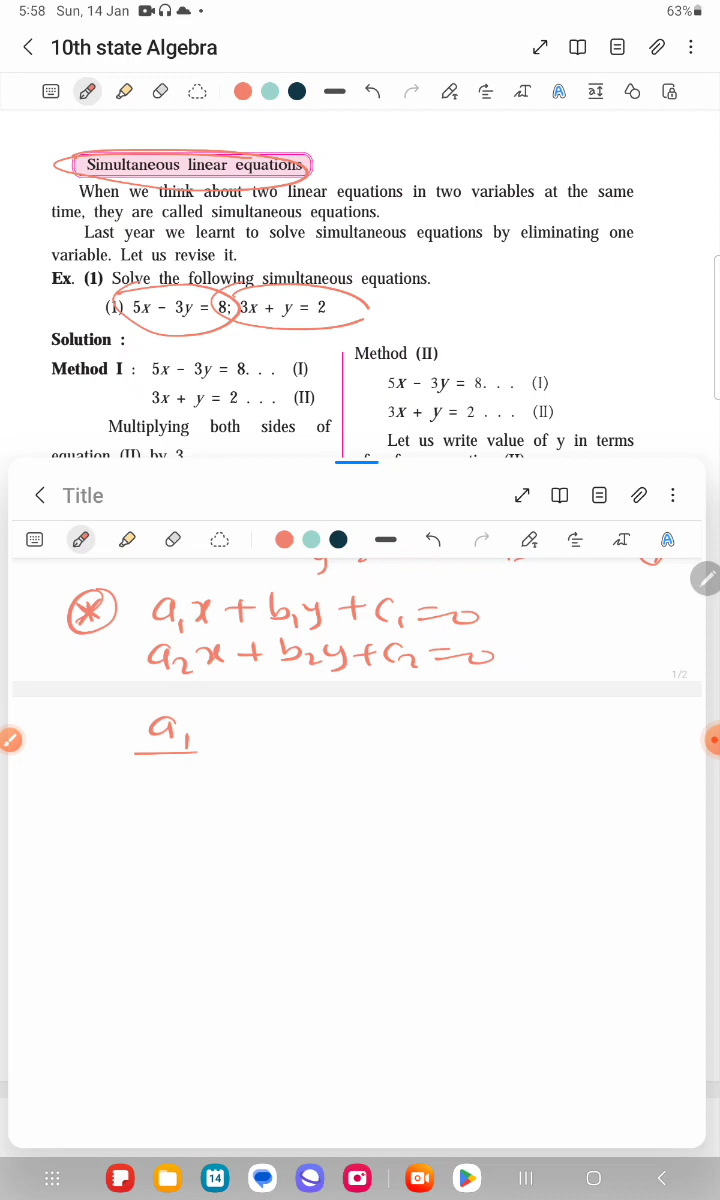 5:58 Sun, 14 Jan
63%
10th state Algebra
Simultaneous linear equations
When we think about two linear equations in two variables at the same
time, they are called simultaneous equations.
Last year we learnt to solve simultaneous equations by eliminating one
variable. Let us revise it.
Ex. (1) Solve the following simultaneous equations.
(1) 5x − 3y = 8; 3x + y = 2
Solution :
Method I : 5x − 3y = 8. . . (I)
3x + y = 2 . . . (II)
Multiplying both sides of
equation (II) by 3.
Method (II)
5x − 3y = 8. . . (I)
3x + y = 2 . . . (II)
Let us write value of y in terms
Title
a₁x + b₁y + c₁ = 0
a₂x + b₂y + c₂ = 0
1/2
a₁
14